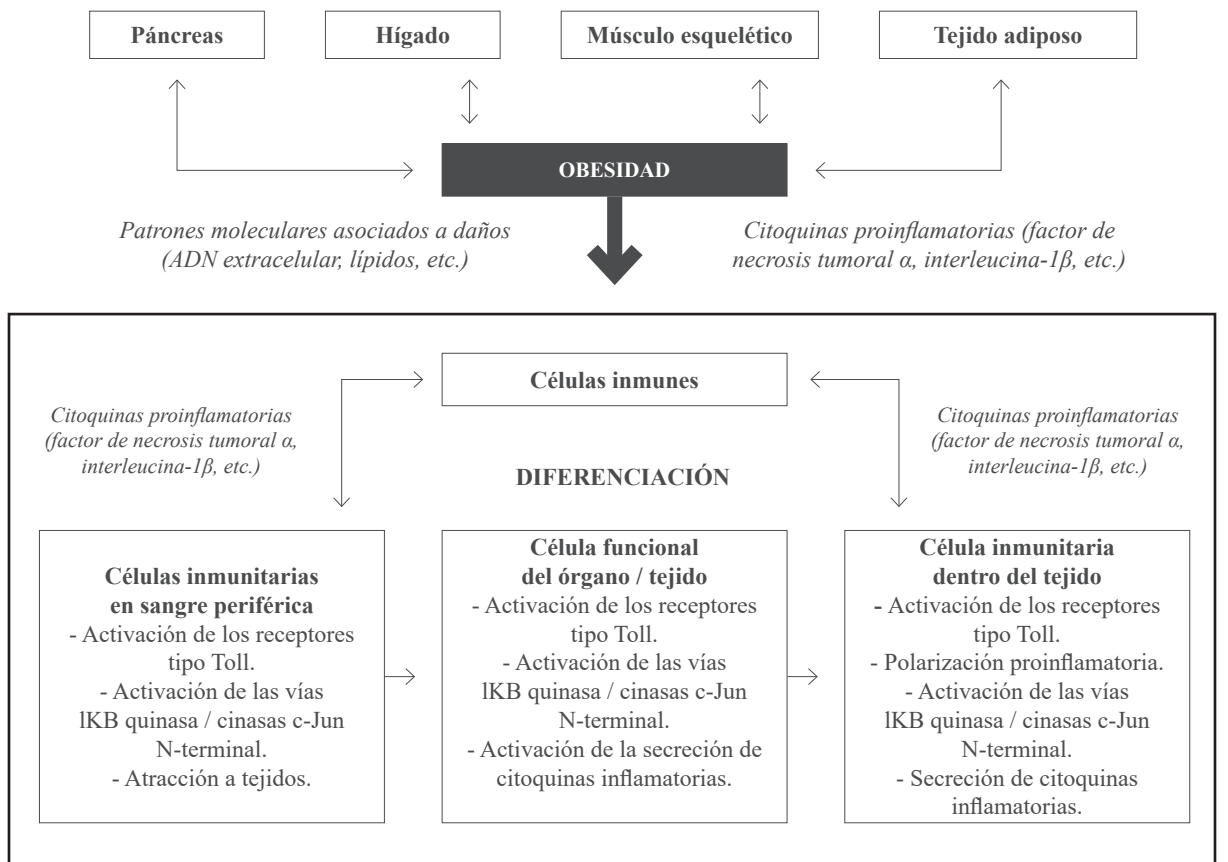 Páncreas
Hígado
Músculo esquelético
Tejido adiposo
OBESIDAD
Patrones moleculares asociados a daños
(ADN extracelular, lípidos, etc.)
Citoquinas proinflamatorias (factor de
necrosis tumoral α, interleucina-1β, etc.)
Células inmunes
Citoquinas proinflamatorias
(factor de necrosis tumoral α,
interleucina-1β, etc.)
Citoquinas proinflamatorias
(factor de necrosis tumoral α,
interleucina-1β, etc.)
DIFERENCIACIÓN
Células inmunitarias
en sangre periférica
- Activación de los receptores
tipo Toll.
- Activación de las vías
lKB quinasa / cinasas c-Jun
N-terminal.
- Atracción a tejidos.
Célula funcional
del órgano / tejido
- Activación de los receptores
tipo Toll.
- Activación de las vías
lKB quinasa / cinasas c-Jun
N-terminal.
- Activación de la secreción de
citoquinas inflamatorias.
Célula inmunitaria
dentro del tejido
- Activación de los receptores
tipo Toll.
- Polarización proinflamatoria.
- Activación de las vías
lKB quinasa / cinasas c-Jun
N-terminal.
- Secreción de citoquinas
inflamatorias.